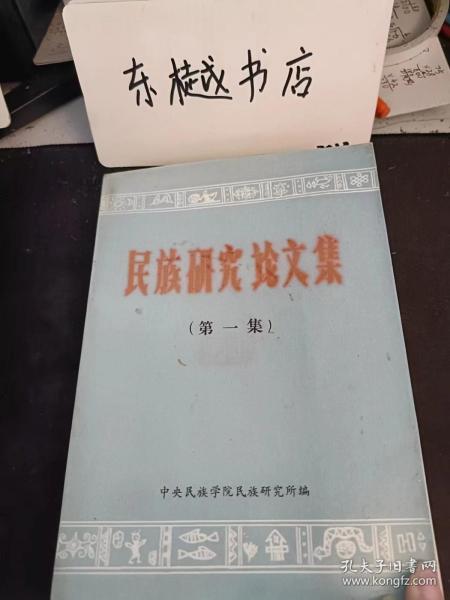 东樾书店
民族研究论文集
(第一集)
中央民族学院民族研究所编
孔夫子旧书网
www.kongfz.com